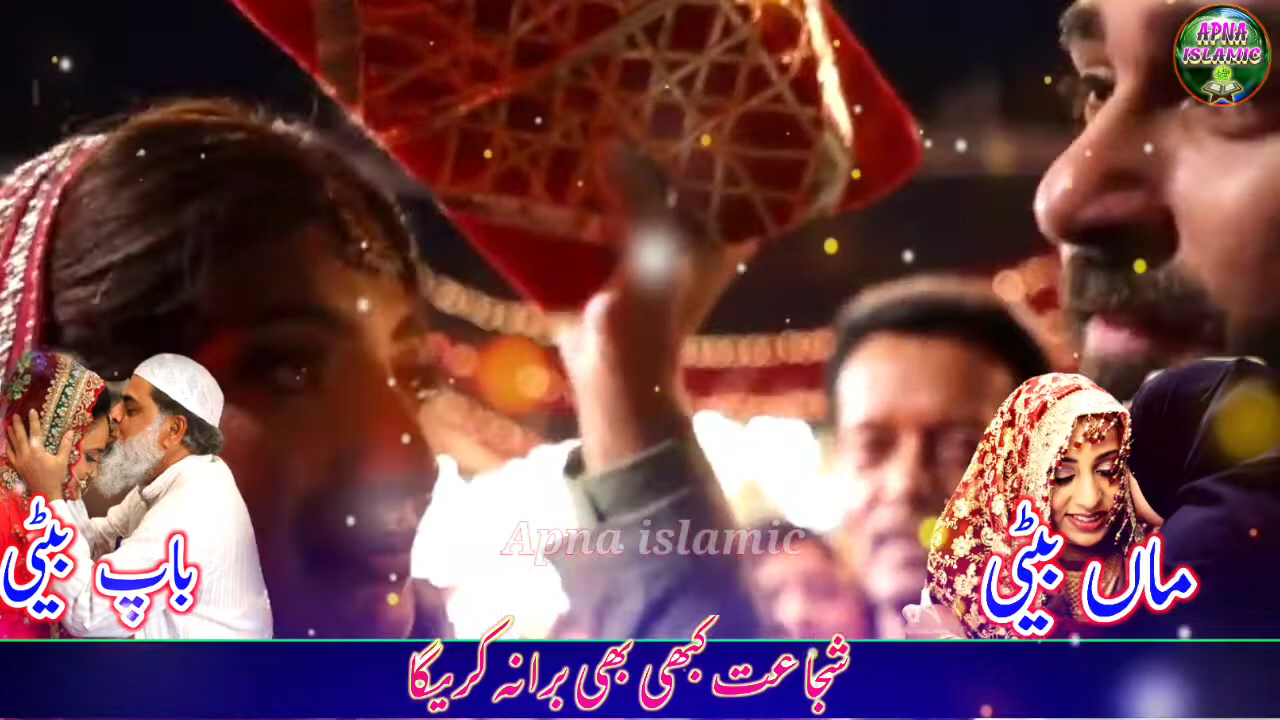 APNA
ISLAMIC
Apna islamic
باپ بیٹی
ماں بیٹی
شجاعت کبھی بھی برا نہ کریگا